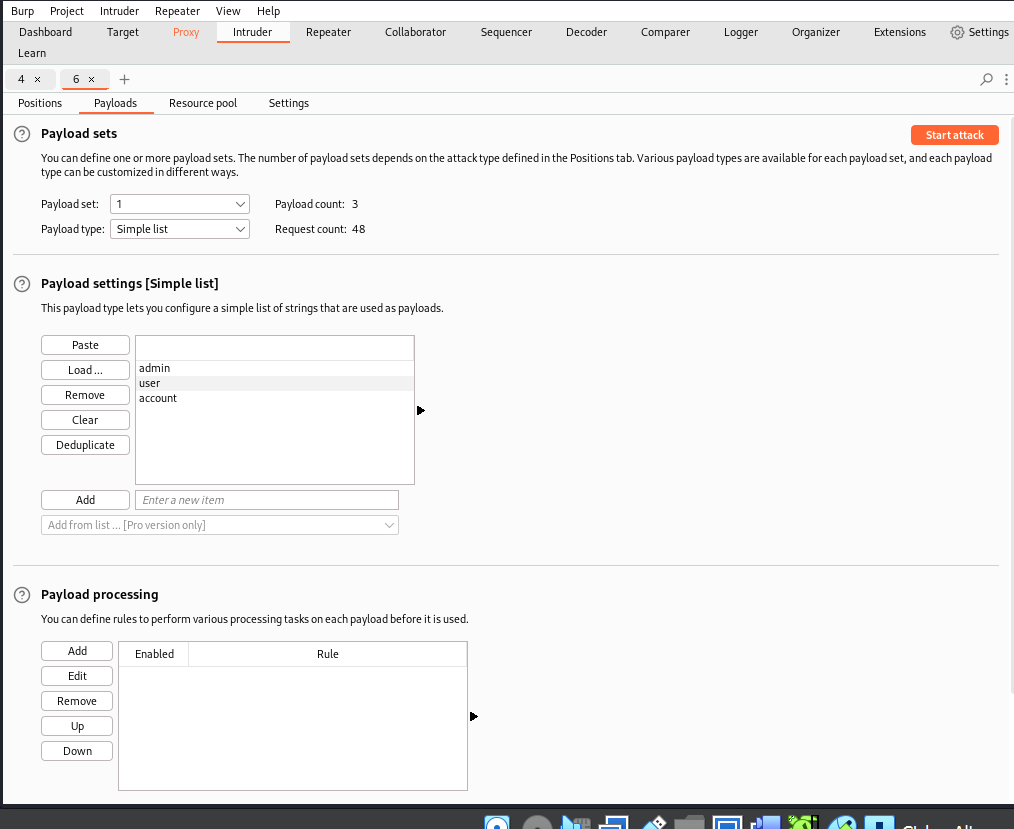 Burp Project Intruder Repeater View Help
Dashboard Target Proxy Intruder Repeater Collaborator Sequencer Decoder Comparer Logger Organizer Extensions Settings
Learn
4 × 6 × +
Positions Payloads Resource pool Settings
? Payload sets Start attack
You can define one or more payload sets. The number of payload sets depends on the attack type defined in the Positions tab. Various payload types are available for each payload set, and each payload
type can be customized in different ways.
Payload set: 1 Payload count: 3
Payload type: Simple list Request count: 48
? Payload settings [Simple list]
This payload type lets you configure a simple list of strings that are used as payloads.
Paste
Load ... admin
Remove user
Clear account
Deduplicate
Add Enter a new item
Add from list ... [Pro version only]
? Payload processing
You can define rules to perform various processing tasks on each payload before it is used.
Add Enabled Rule
Edit
Remove
Up
Down